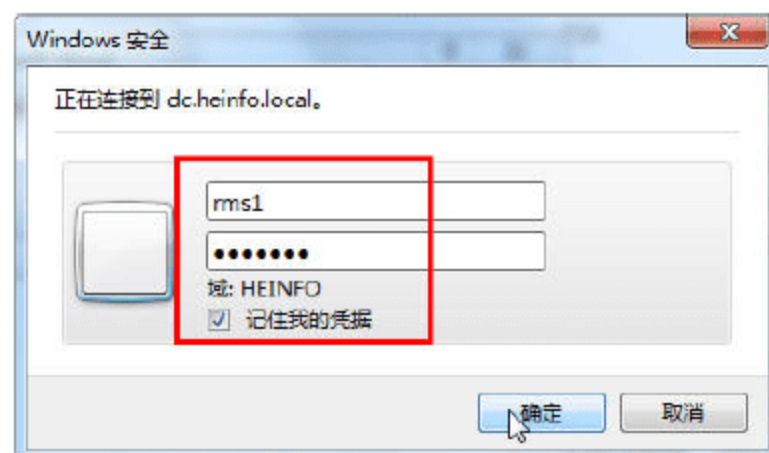 Windows 安全
正在连接到 dc.heinfo.local。
rms1
●●●●●●●
域: HEINFO
记住我的凭据
确定
取消